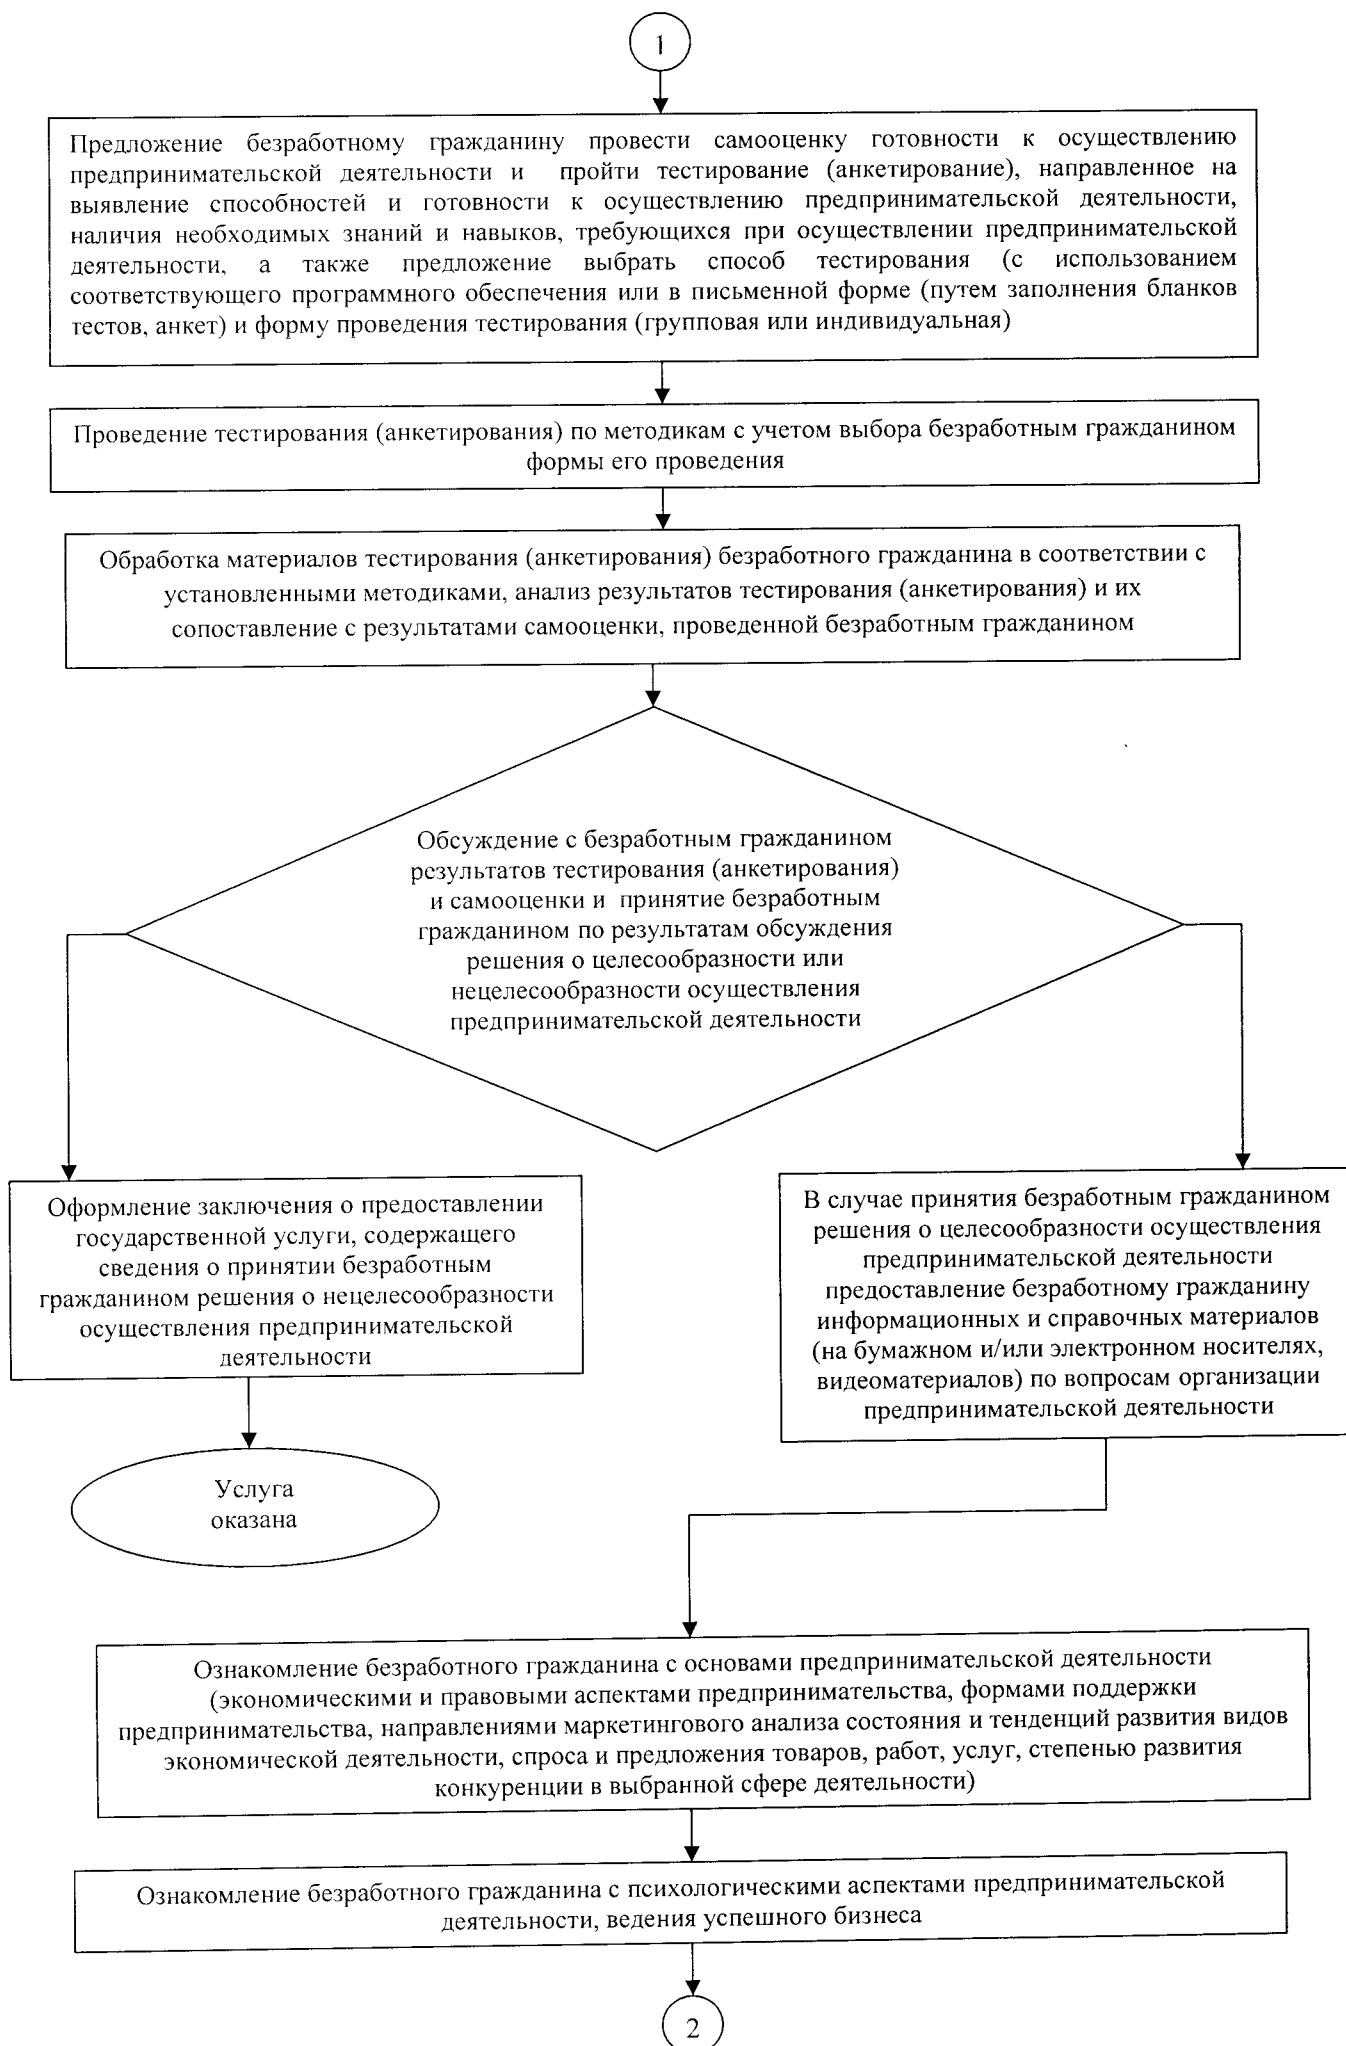 1
Предложение безработному гражданину провести самооценку готовности к осуществлению
предпринимательской деятельности и пройти тестирование (анкетирование), направленное на
выявление способностей и готовности к осуществлению предпринимательской деятельности,
наличия необходимых знаний и навыков, требующихся при осуществлении предпринимательской
деятельности, а также предложение выбрать способ тестирования (с использованием
соответствующего программного обеспечения или в письменной форме (путем заполнения бланков
тестов, анкет) и форму проведения тестирования (групповая или индивидуальная)
Проведение тестирования (анкетирования) по методикам с учетом выбора безработным гражданином
формы его проведения
Обработка материалов тестирования (анкетирования) безработного гражданина в соответствии с
установленными методиками, анализ результатов тестирования (анкетирования) и их
сопоставление с результатами самооценки, проведенной безработным гражданином
Обсуждение с безработным гражданином
результатов тестирования (анкетирования)
и самооценки и принятие безработным
гражданином по результатам обсуждения
решения о целесообразности или
нецелесообразности осуществления
предпринимательской деятельности
Оформление заключения о предоставлении
государственной услуги, содержащего
сведения о принятии безработным
гражданином решения о нецелесообразности
осуществления предпринимательской
деятельности
Услуга
оказана
В случае принятия безработным гражданином
решения о целесообразности осуществления
предпринимательской деятельности
предоставление безработному гражданину
информационных и справочных материалов
(на бумажном и/или электронном носителях,
видеоматериалов) по вопросам организации
предпринимательской деятельности
Ознакомление безработного гражданина с основами предпринимательской деятельности
(экономическими и правовыми аспектами предпринимательства, формами поддержки
предпринимательства, направлениями маркетингового анализа состояния и тенденций развития видов
экономической деятельности, спроса и предложения товаров, работ, услуг, степенью развития
конкуренции в выбранной сфере деятельности)
Ознакомление безработного гражданина с психологическими аспектами предпринимательской
деятельности, ведения успешного бизнеса
2